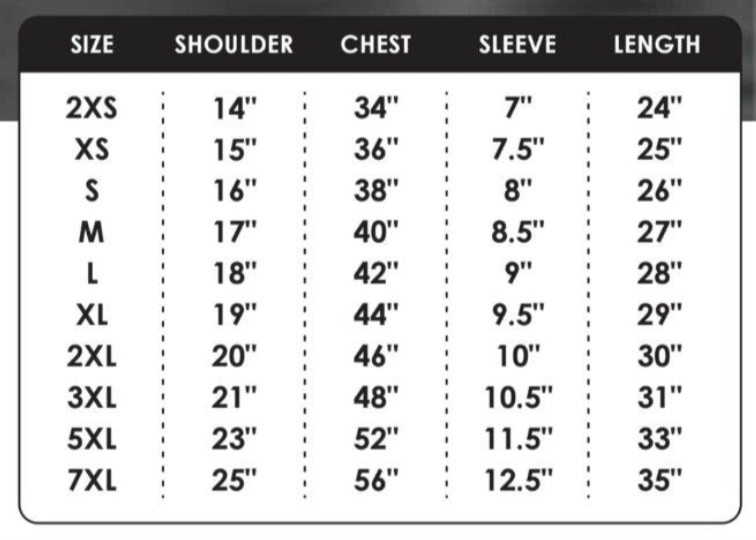 SIZE SHOULDER CHEST SLEEVE LENGTH
2XS 14" 34" 7" 24"
XS 15" 36" 7.5" 25"
S 16" 38" 8" 26"
M 17" 40" 8.5" 27"
L 18" 42" 9" 28"
XL 19" 44" 9.5" 29"
2XL 20" 46" 10" 30"
3XL 21" 48" 10.5" 31"
5XL 23" 52" 11.5" 33"
7XL 25" 56" 12.5" 35"